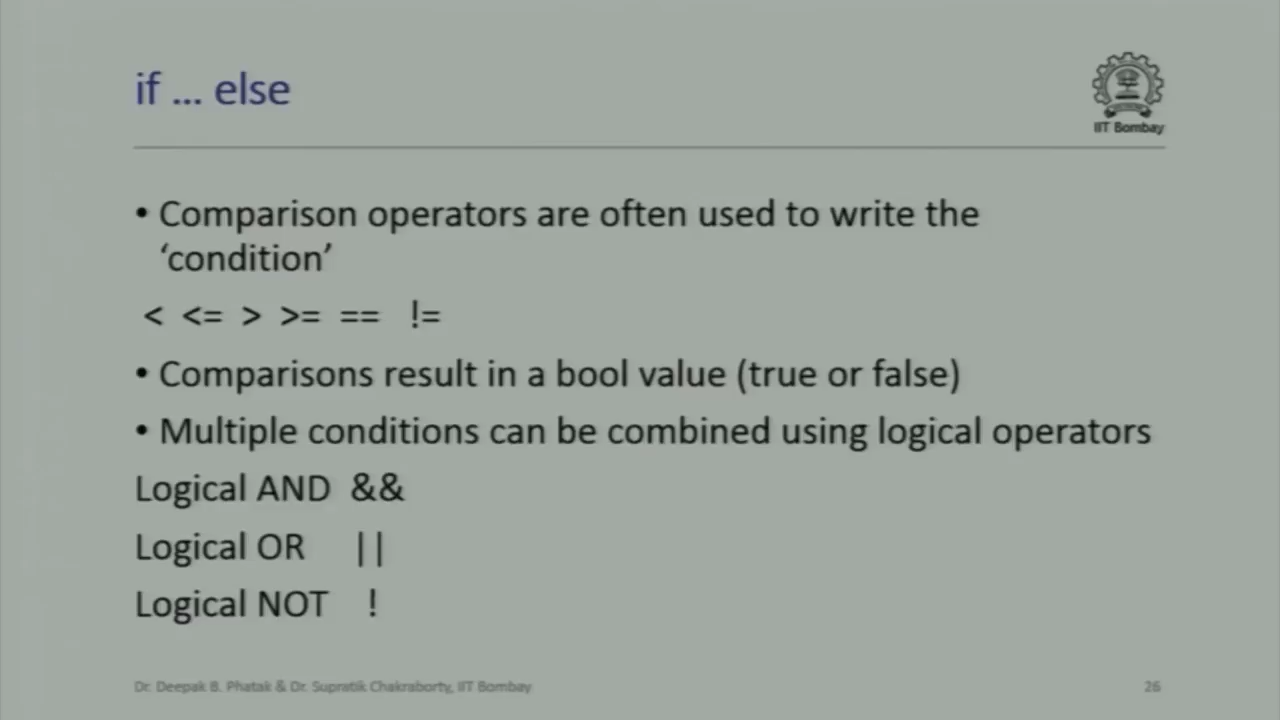 if ... else
IIT Bombay
• Comparison operators are often used to write the
‘condition’
< <= > >= == !=
• Comparisons result in a bool value (true or false)
• Multiple conditions can be combined using logical operators
Logical AND &&
Logical OR ||
Logical NOT !
Dr. Deepak B. Phatak & Dr. Supratik Chakraborty, IIT Bombay
26